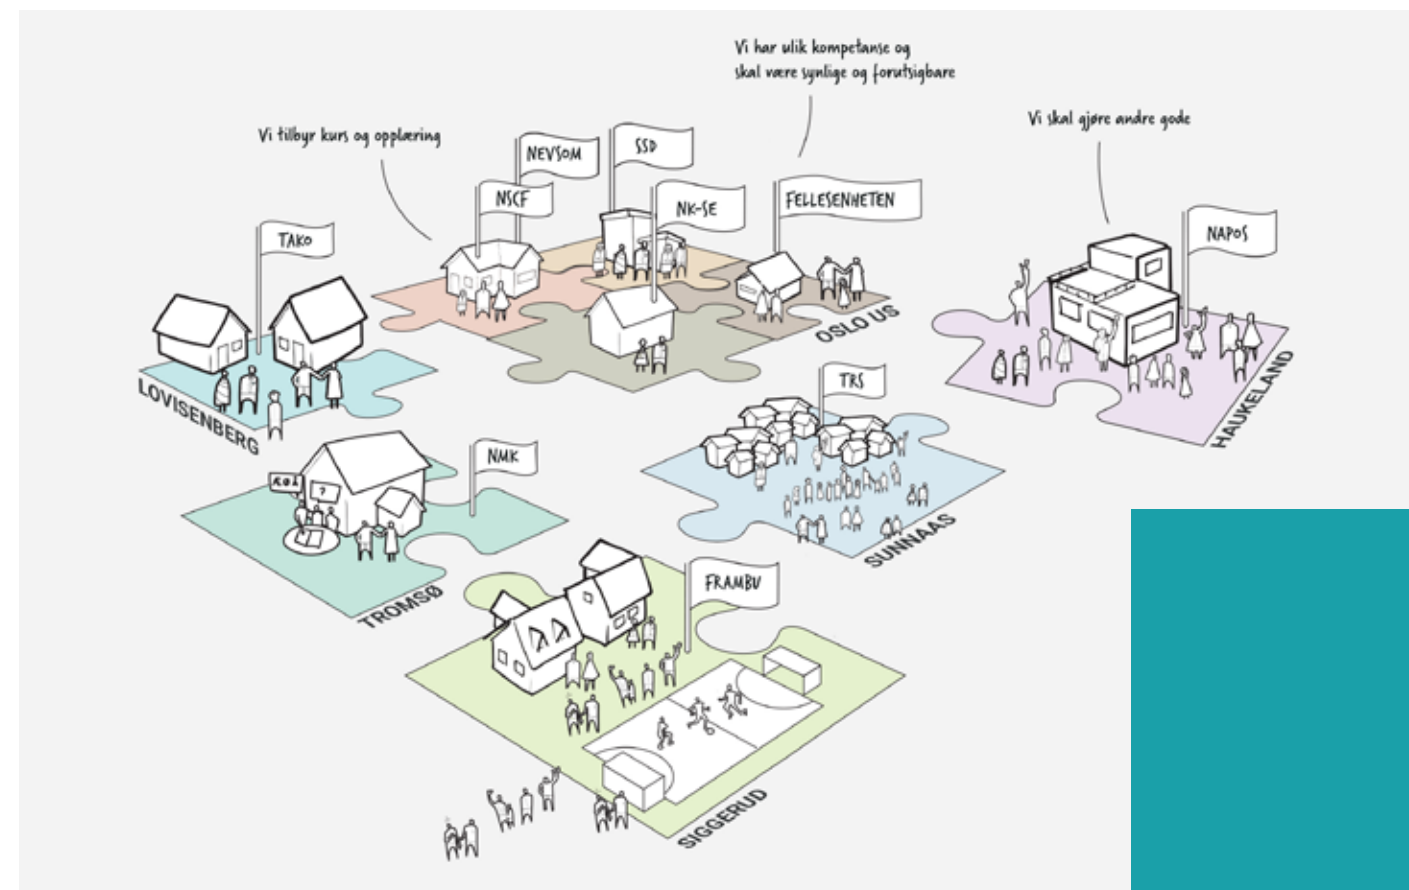 Vi har ulik kompetanse og
skal være synlige og forutsigbare
Vi skal gjøre andre gode
Vi tilbyr kurs og opplæring
NEVSOM
SSD
NSCF
NK-SE
FELLESENHETEN
TAKO
NAPOS
OSLO US
LOVISENBERG
HAUKELAND
TRS
NMK
?
SUNNAAS
TROMSØ
FRAMBU
SIGGERUD